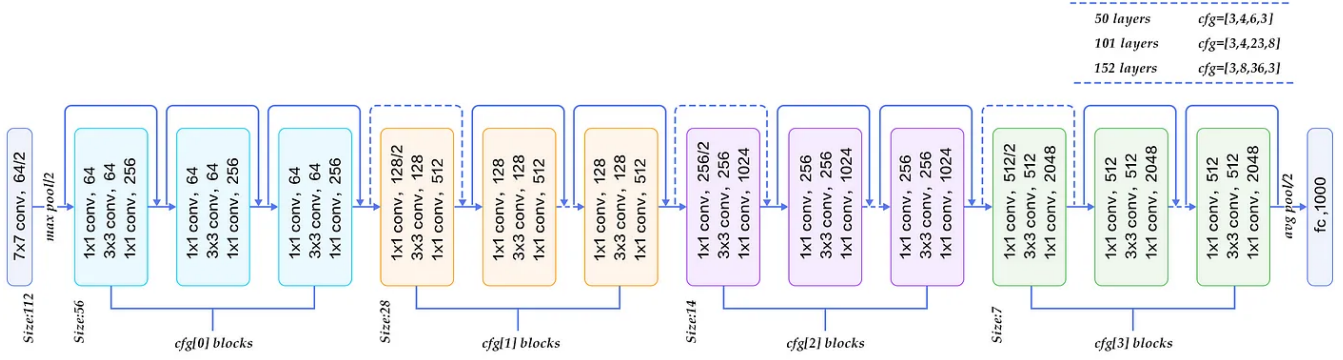 50 layers cfg=[3,4,6,3]
101 layers cfg=[3,4,23,8]
152 layers cfg=[3,8,36,3]
7x7 conv, 64/2
max pool/2
1x1 conv, 64
3x3 conv, 64
1x1 conv, 256
1x1 conv, 64
3x3 conv, 64
1x1 conv, 256
1x1 conv, 64
3x3 conv, 64
1x1 conv, 256
1x1 conv, 128/2
3x3 conv, 128
1x1 conv, 512
1x1 conv, 128
3x3 conv, 128
1x1 conv, 512
1x1 conv, 128
3x3 conv, 128
1x1 conv, 512
1x1 conv, 256/2
3x3 conv, 256
1x1 conv, 1024
1x1 conv, 256
3x3 conv, 256
1x1 conv, 1024
1x1 conv, 256
3x3 conv, 256
1x1 conv, 1024
1x1 conv, 512/2
3x3 conv, 512
1x1 conv, 2048
1x1 conv, 512
3x3 conv, 512
1x1 conv, 2048
1x1 conv, 512
3x3 conv, 512
1x1 conv, 2048
avg pool/2
fc ,1000
Size:112
Size:56
Size:28
Size:14
Size:7
cfg[0] blocks
cfg[1] blocks
cfg[2] blocks
cfg[3] blocks